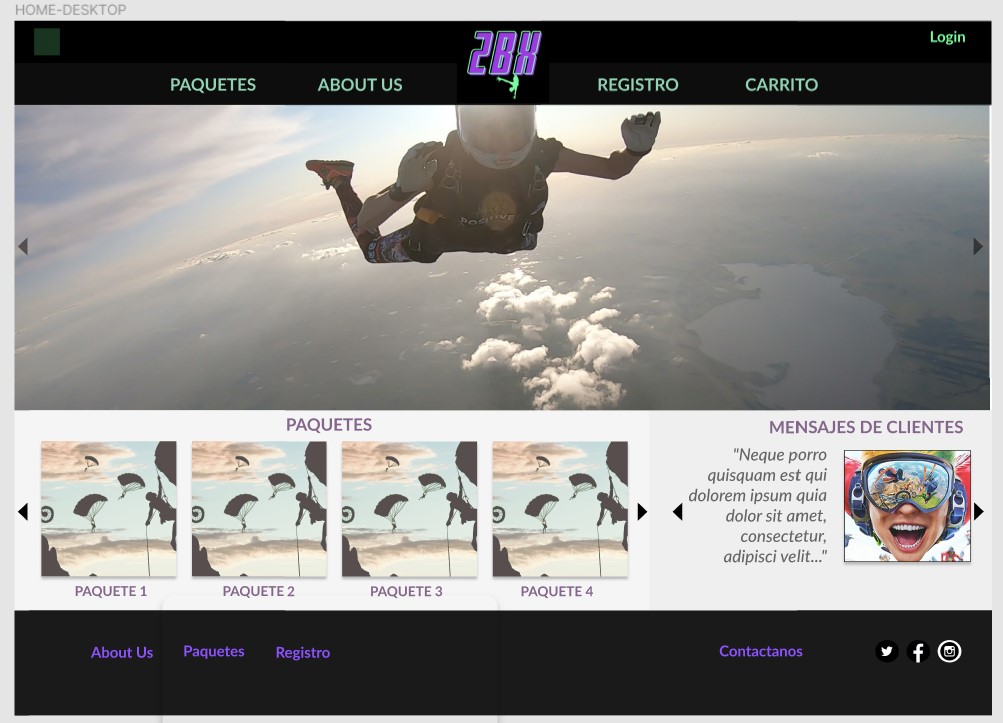 HOME-DESKTOP
Login
2BX
PAQUETES
ABOUT US
REGISTRO
CARRITO
POSITIVE
PAQUETES
PAQUETE 1
PAQUETE 2
PAQUETE 3
PAQUETE 4
MENSAJES DE CLIENTES
"Neque porro
quisquam est qui
dolorem ipsum quia
dolor sit amet,
consectetur,
adipisci velit..."
About Us
Paquetes
Registro
Contactanos